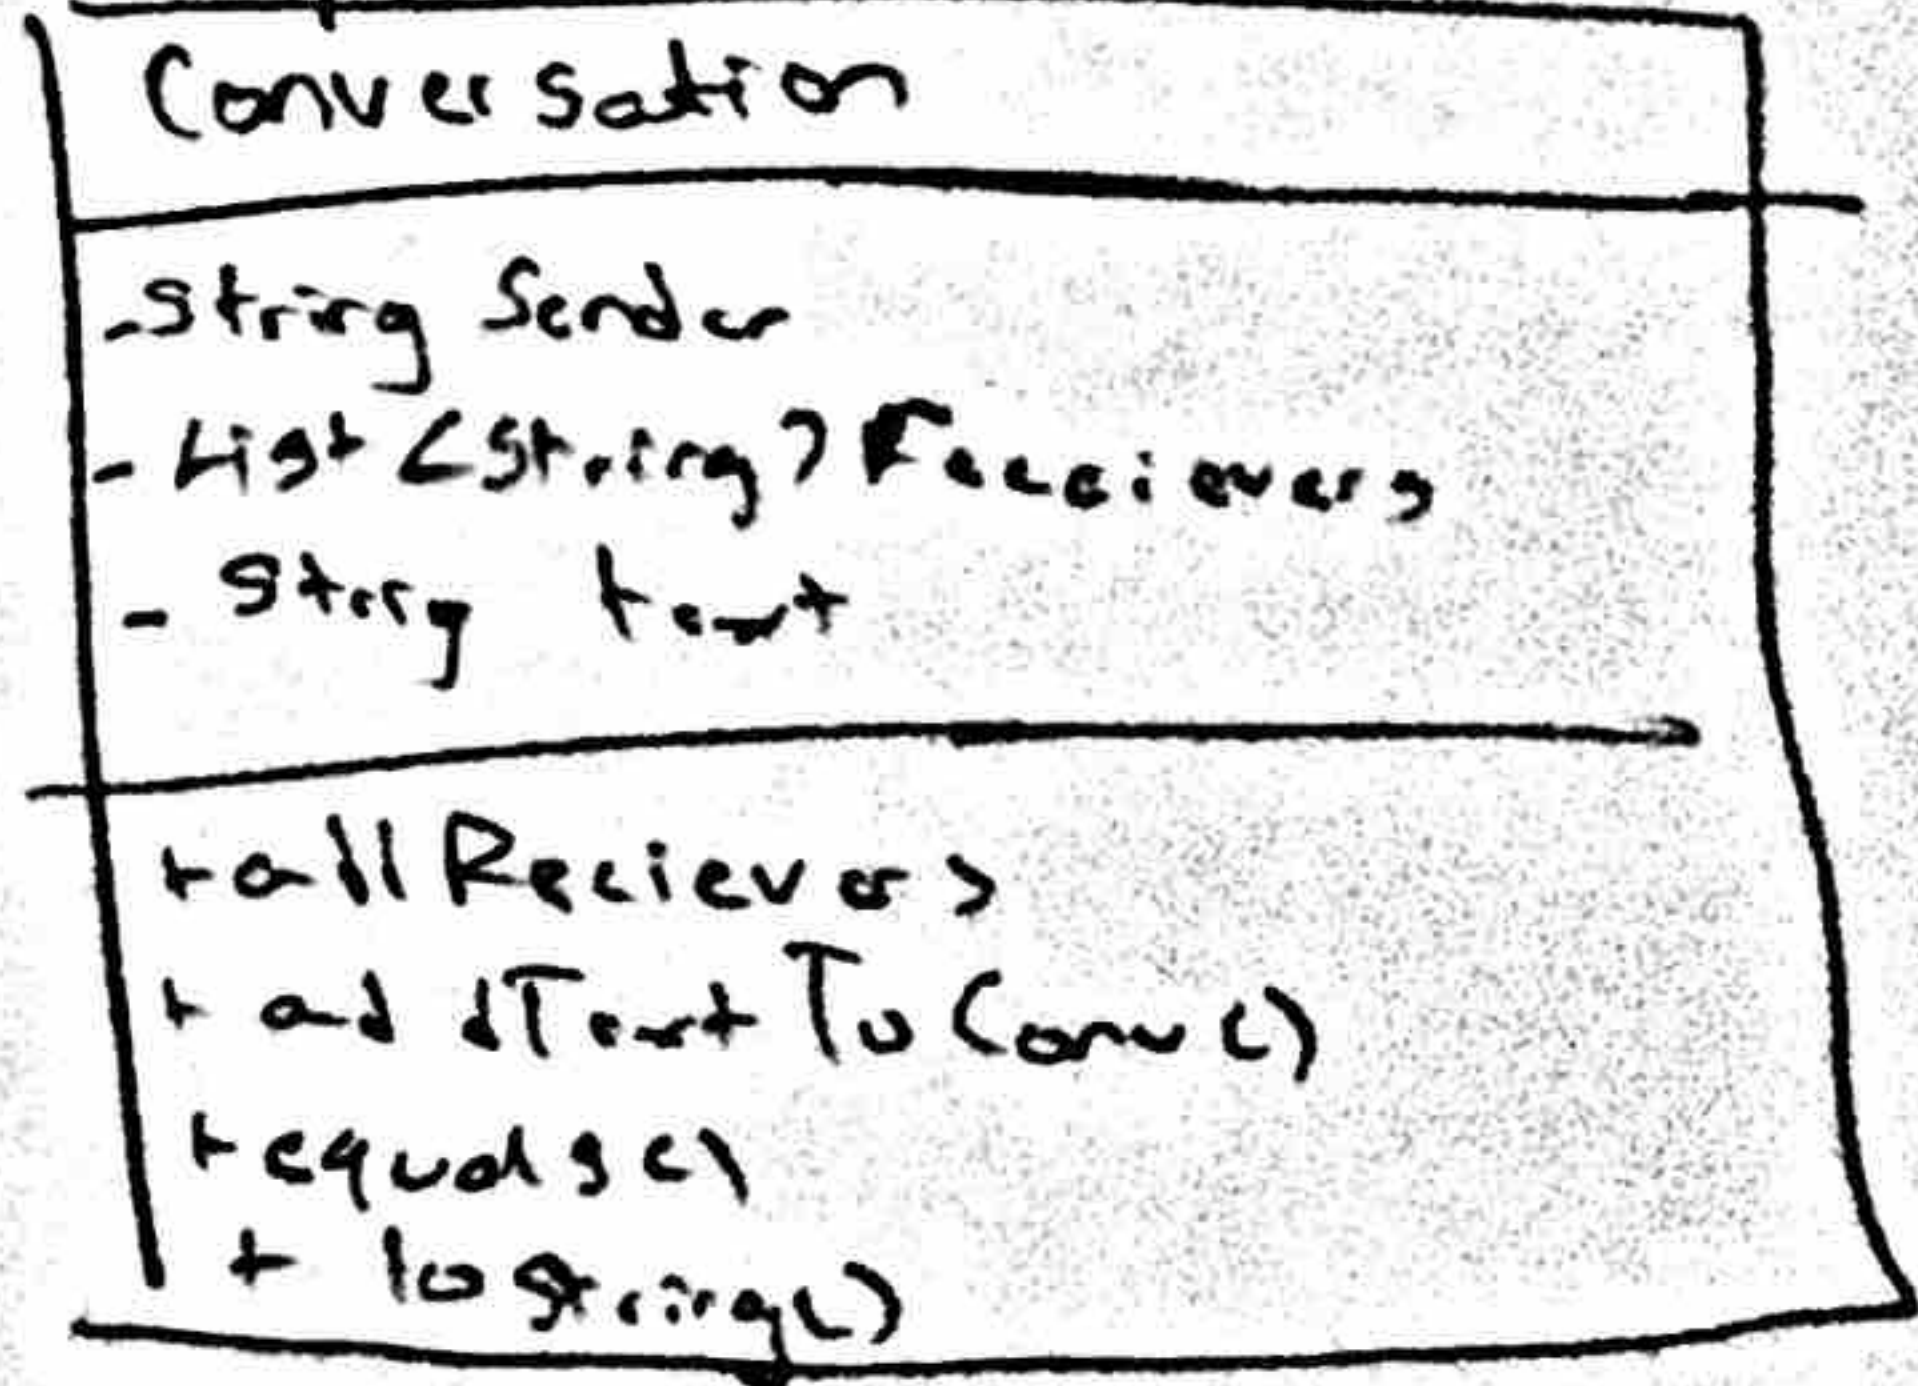 Conversation
- String Sender
- List <String> recievers
- String text
+ allRecievers
+ addTextToConv()
+ equals()
+ toString()